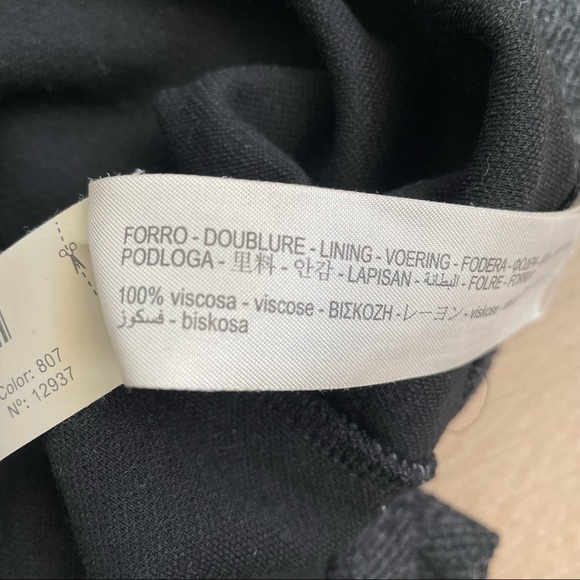 FORRO - DOUBLURE - LINING - VOERING - FODERA - ФОДРА
PODLOGA - 里料 - 안감 - LAPISAN - البطانة - FOLRE -
100% viscosa - viscose - ΒΙΣΚΟΖΗ - レーヨン - viskose -
فسكوز - biskosa
Color: 807
Nº: 12937